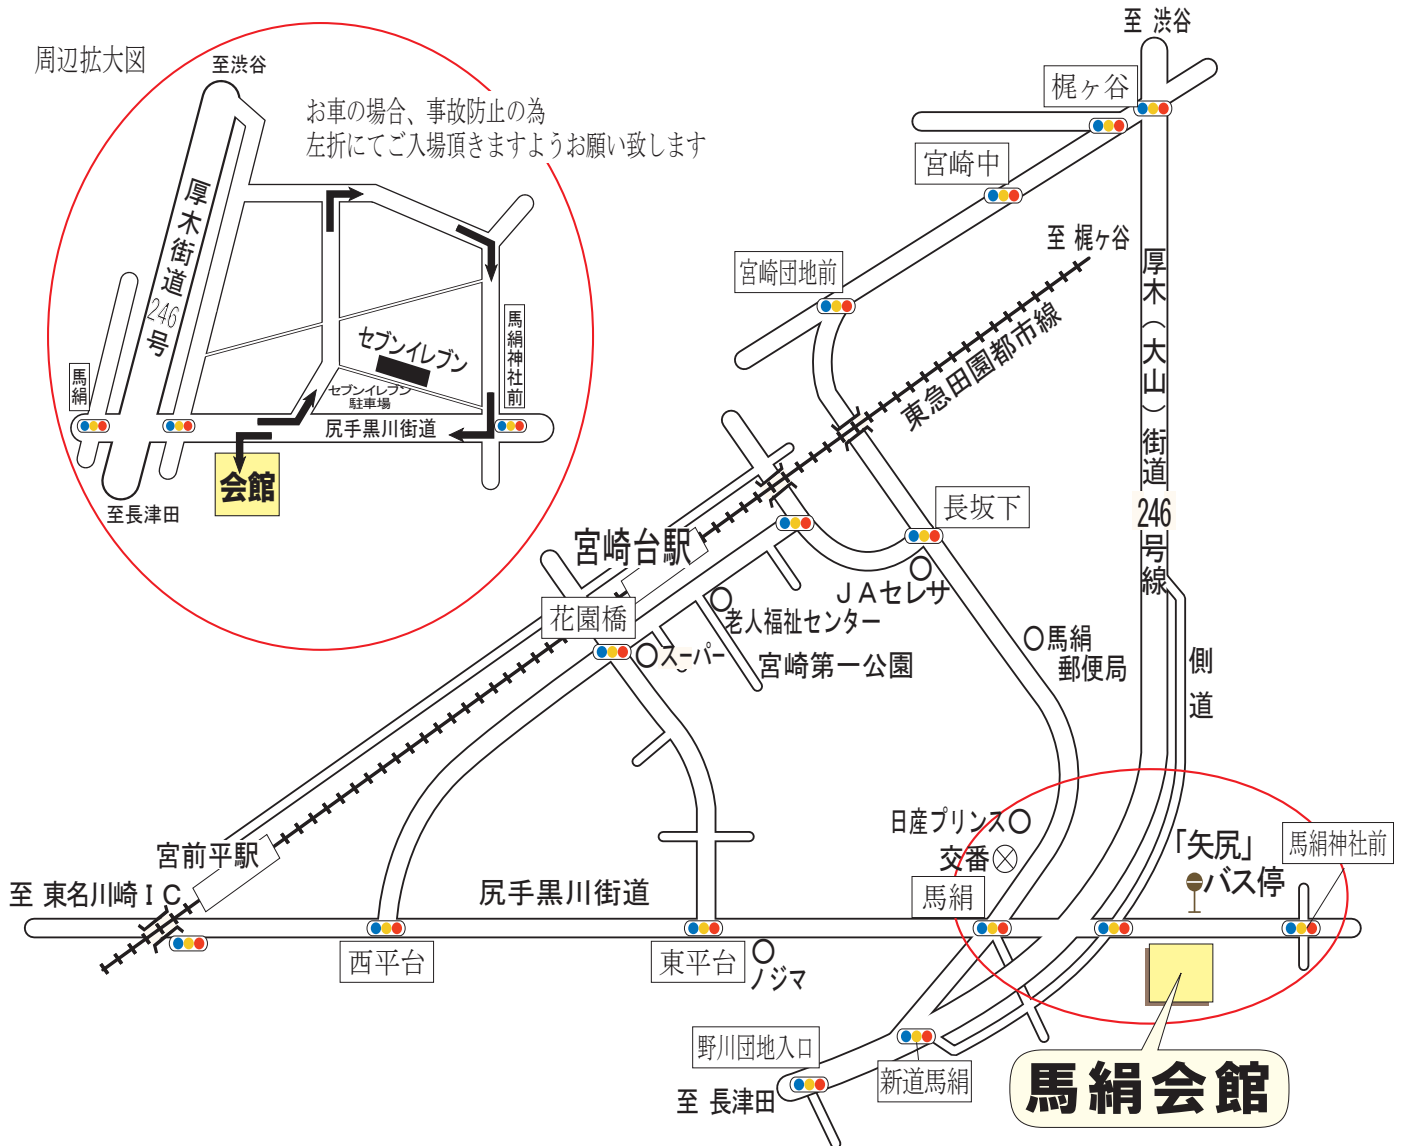 周辺拡大図
至渋谷
お車の場合、事故防止の為
左折にてご入場頂きますようお願い致します
厚木街道246号
馬絹
セブンイレブン
セブンイレブン
駐車場
馬絹神社前
尻手黒川街道
会館
至長津田
至 渋谷
梶ヶ谷
宮崎中
至 梶ヶ谷
宮崎団地前
東急田園都市線
厚木(大山)街道246号線
長坂下
宮崎台駅
JAセレサ
花園橋
老人福祉センター
スーパー
宮崎第一公園
馬絹
郵便局
側道
日産プリンス
交番
宮前平駅
至 東名川崎IC
尻手黒川街道
馬絹
「矢尻」
バス停
馬絹神社前
西平台
東平台
ノジマ
野川団地入口
新道馬絹
至 長津田
馬絹会館